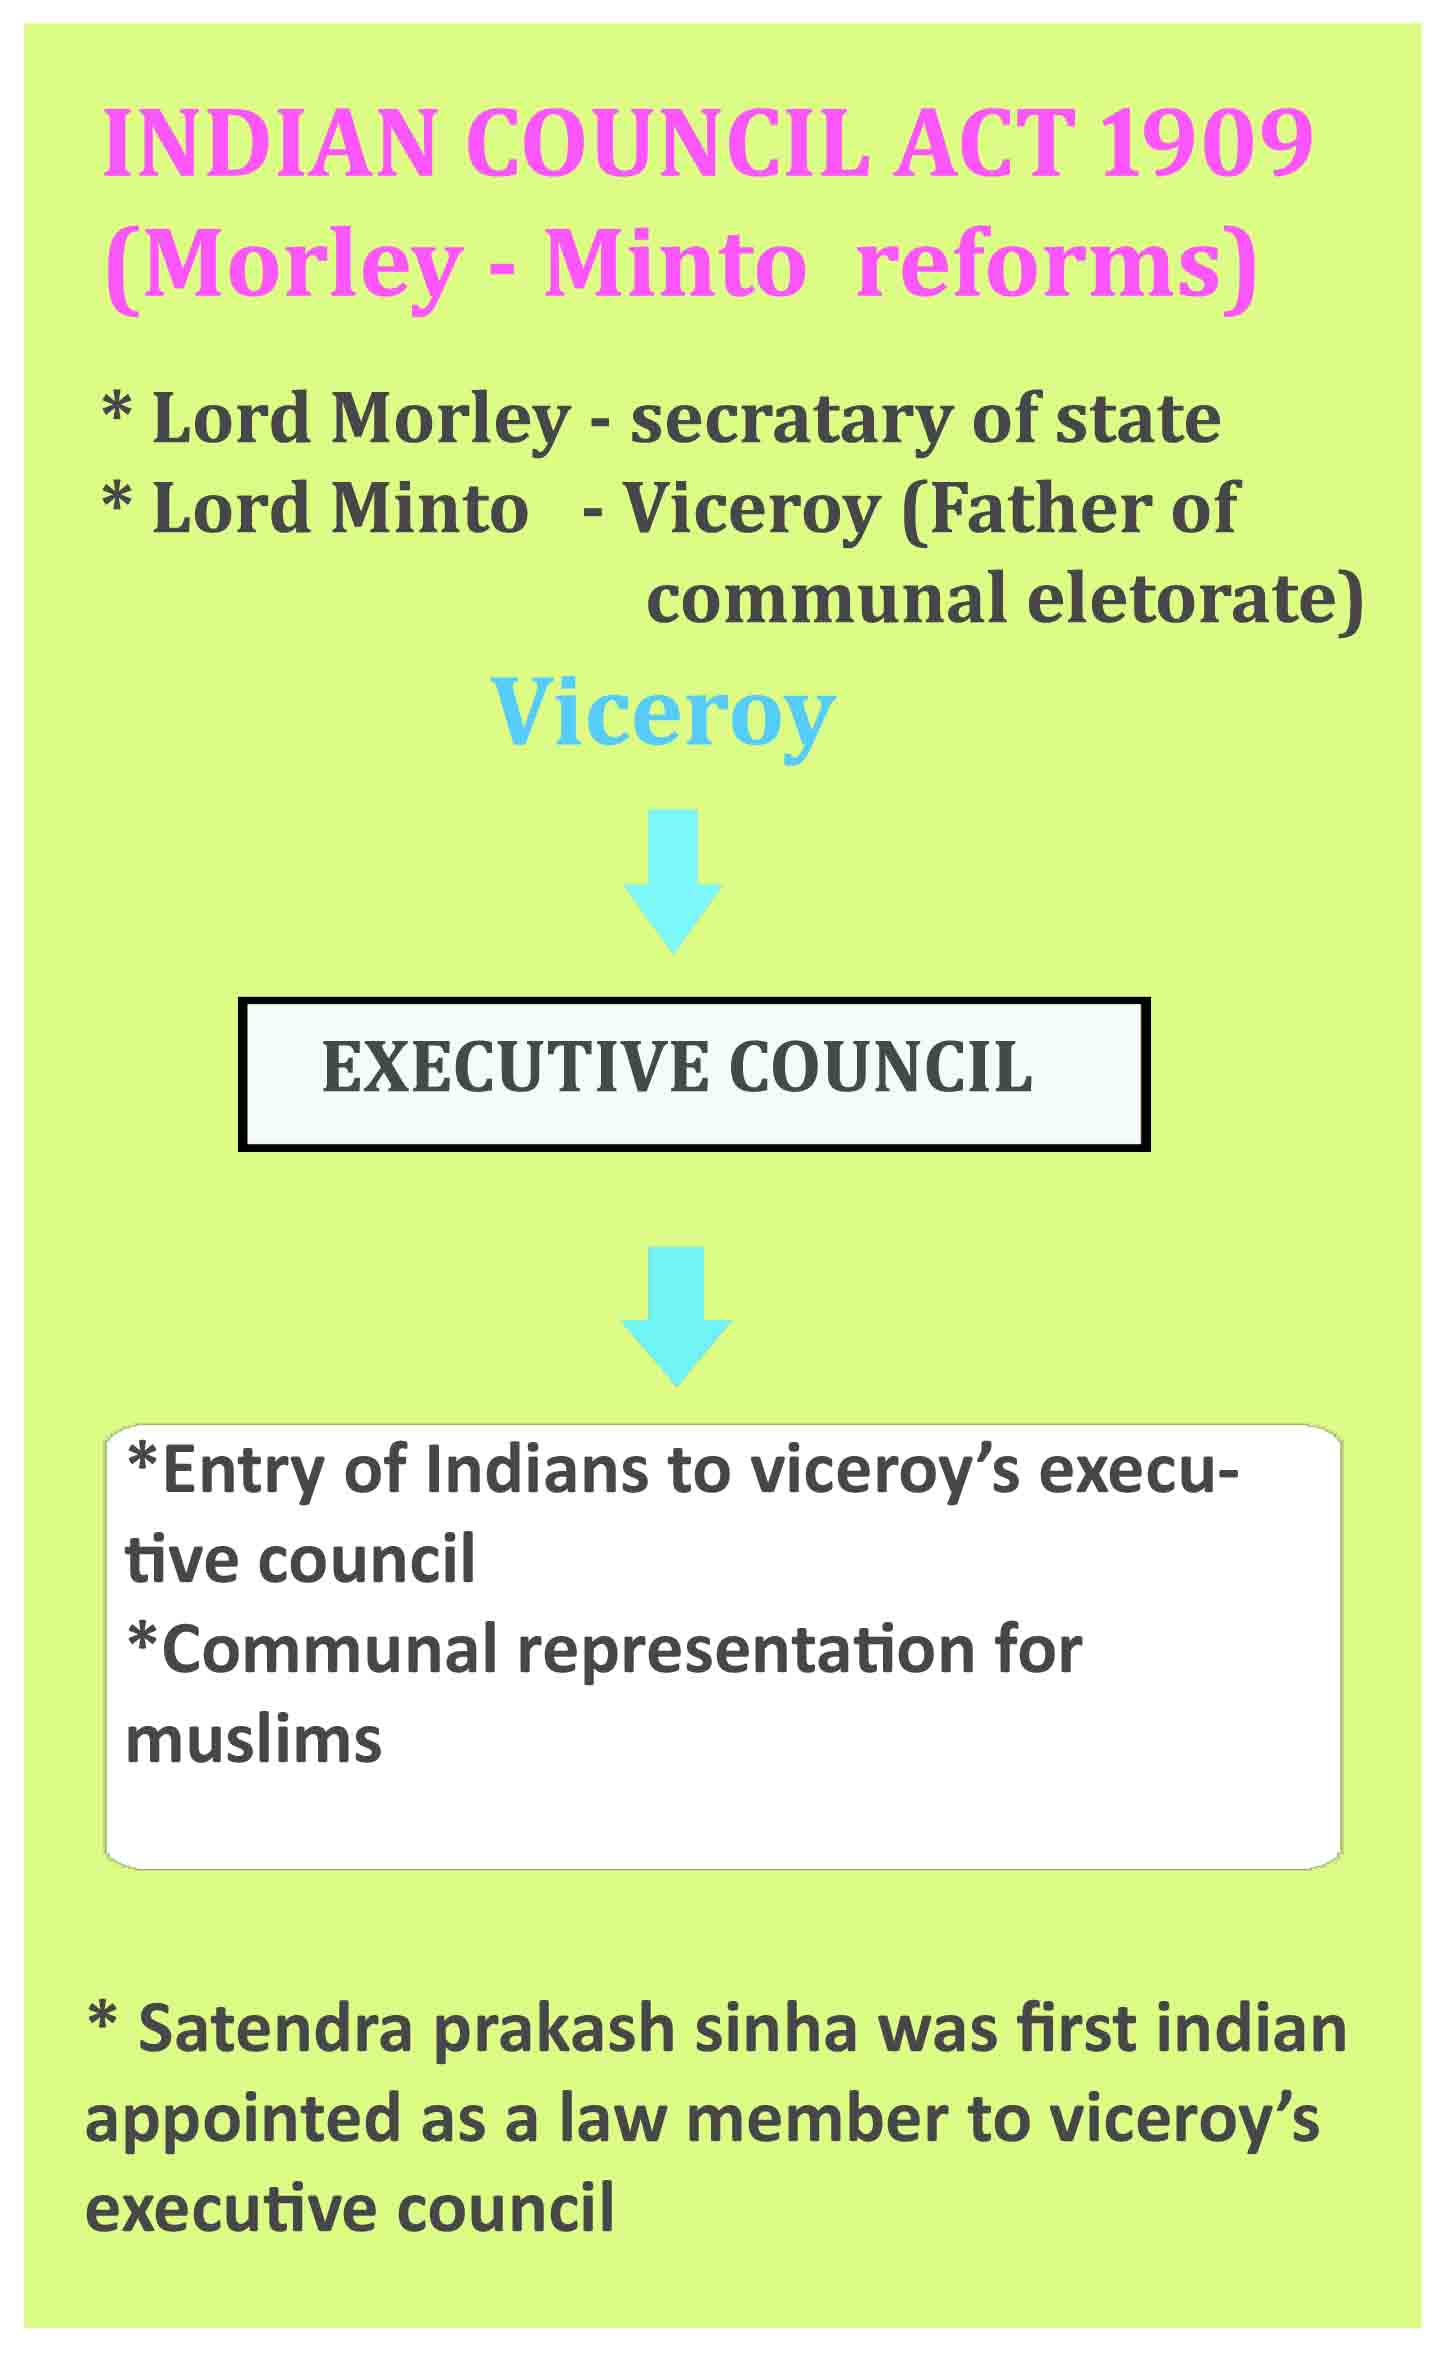 INDIAN COUNCIL ACT 1909
(Morley - Minto reforms)
* Lord Morley - secratary of state
* Lord Minto - Viceroy (Father of
communal eletorate)
Viceroy
EXECUTIVE COUNCIL
*Entry of Indians to viceroy’s execu-
tive council
*Communal representation for
muslims
* Satendra prakash sinha was first indian
appointed as a law member to viceroy’s
executive council